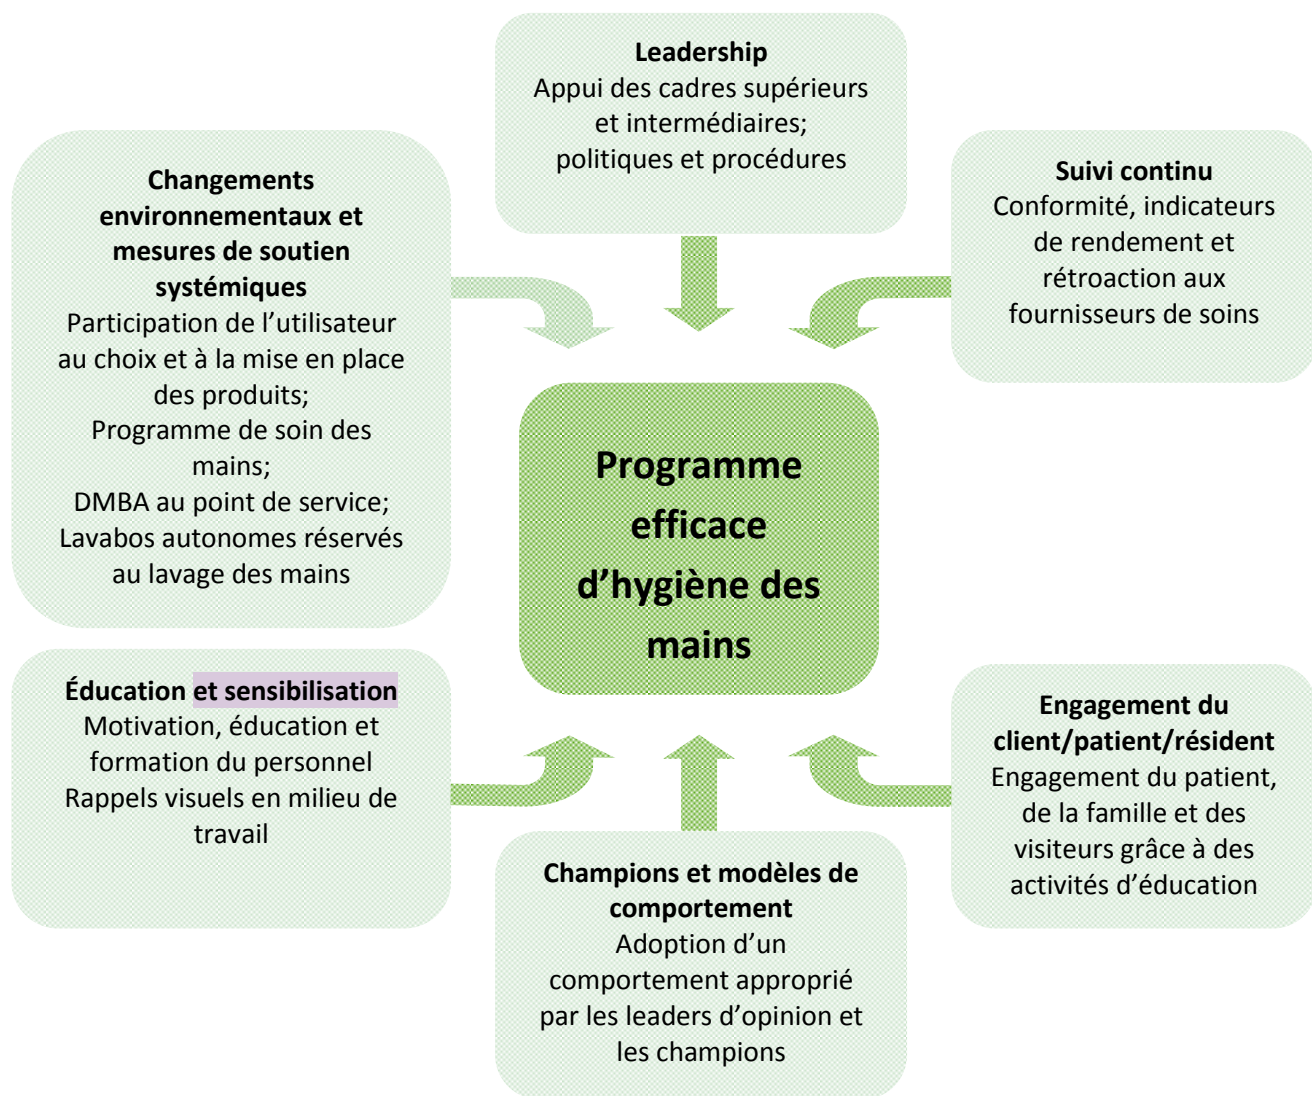 Leadership
Appui des cadres supérieurs
et intermédiaires;
politiques et procédures
Changements
environnementaux et
mesures de soutien
systémiques
Participation de l’utilisateur
au choix et à la mise en place
des produits;
Programme de soin des
mains;
DMBA au point de service;
Lavabos autonomes réservés
au lavage des mains
Suivi continu
Conformité, indicateurs
de rendement et
rétroaction aux
fournisseurs de soins
Programme
efficace
d’hygiène des
mains
Éducation et sensibilisation
Motivation, éducation et
formation du personnel
Rappels visuels en milieu de
travail
Engagement du
client/patient/résident
Engagement du patient,
de la famille et des
visiteurs grâce à des
activités d’éducation
Champions et modèles de
comportement
Adoption d’un
comportement approprié
par les leaders d’opinion et
les champions